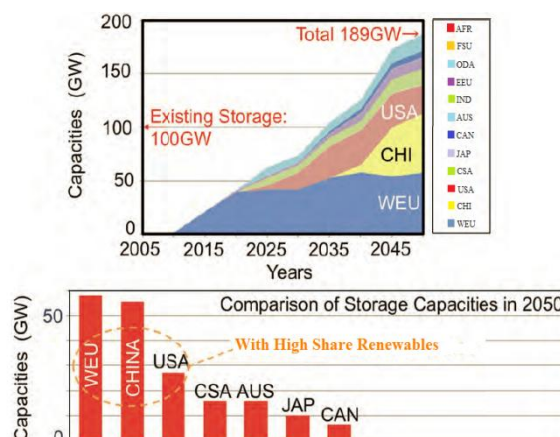 Capacities (GW)
200
150
100
50
0
Total 189GW→
Existing Storage:
100GW
USA
CHI
WEU
2005 2015 2025 2035 2045
Years
AFR
FSU
ODA
EEU
IND
AUS
CAN
JAP
CSA
USA
CHI
WEU
Capacities (GW)
50
0
Comparison of Storage Capacities in 2050
With High Share Renewables
WEU
CHINA
USA
CSA AUS
JAP
CAN